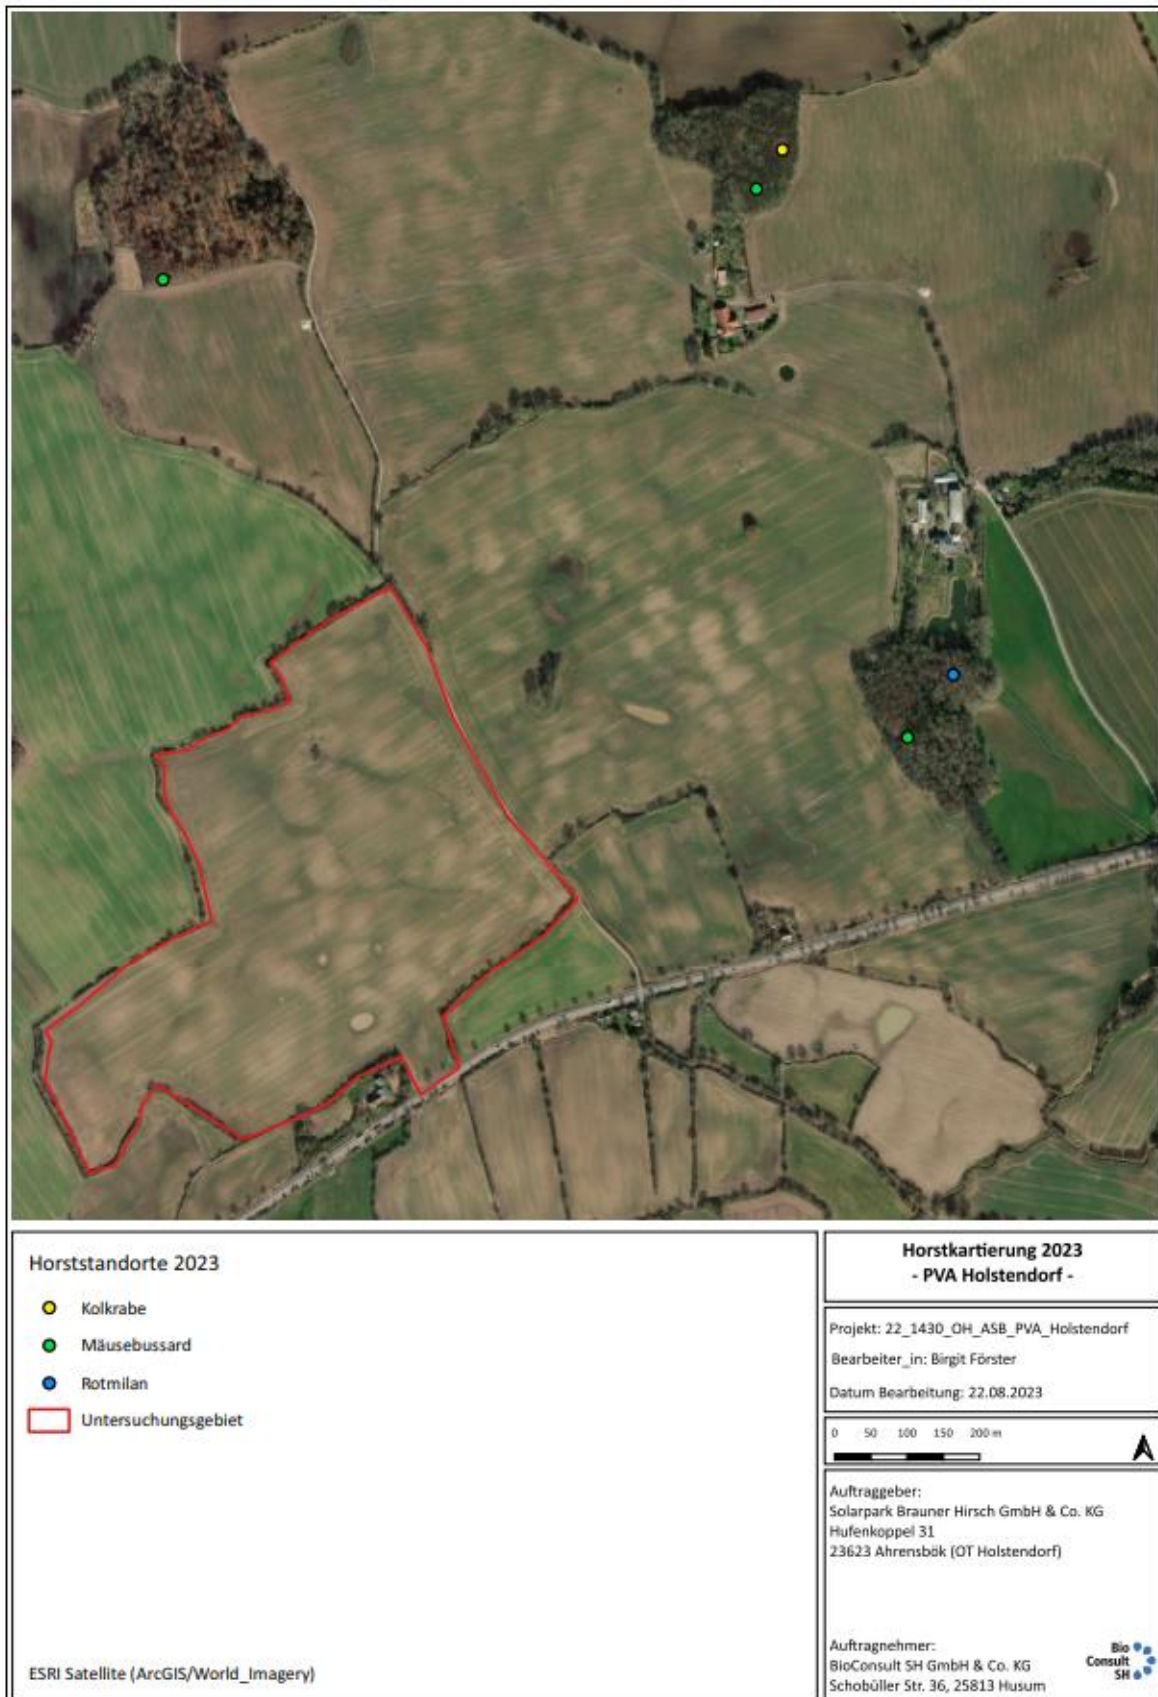 Horststandorte 2023
Kolkrabe
Mäusebussard
Rotmilan
Untersuchungsgebiet
ESRI Satellite (ArcGIS/World_Imagery)
Horstkartierung 2023
- PVA Holstendorf -
Projekt: 22_1430_OH_ASB_PVA_Holstendorf
Bearbeiter_in: Birgit Förster
Datum Bearbeitung: 22.08.2023
0 50 100 150 200 m
Auftraggeber:
Solarpark Brauner Hirsch GmbH & Co. KG
Hufenkoppel 31
23623 Ahrensbök (OT Holstendorf)
Auftragnehmer:
BioConsult SH GmbH & Co. KG
Schobüller Str. 36, 25813 Husum
Bio
Consult
SH